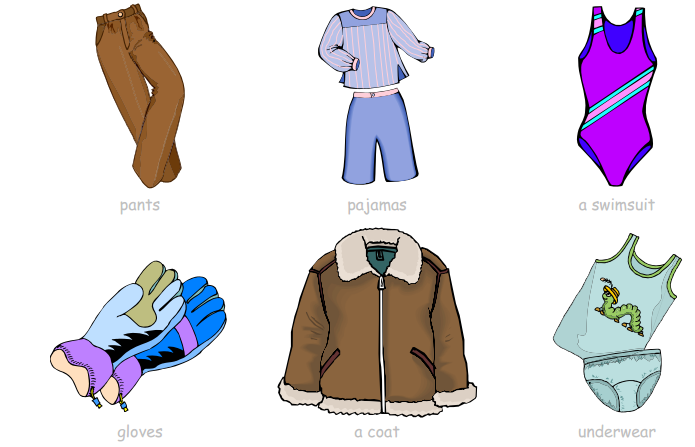 pants
pajamas
a swimsuit
gloves
a coat
underwear